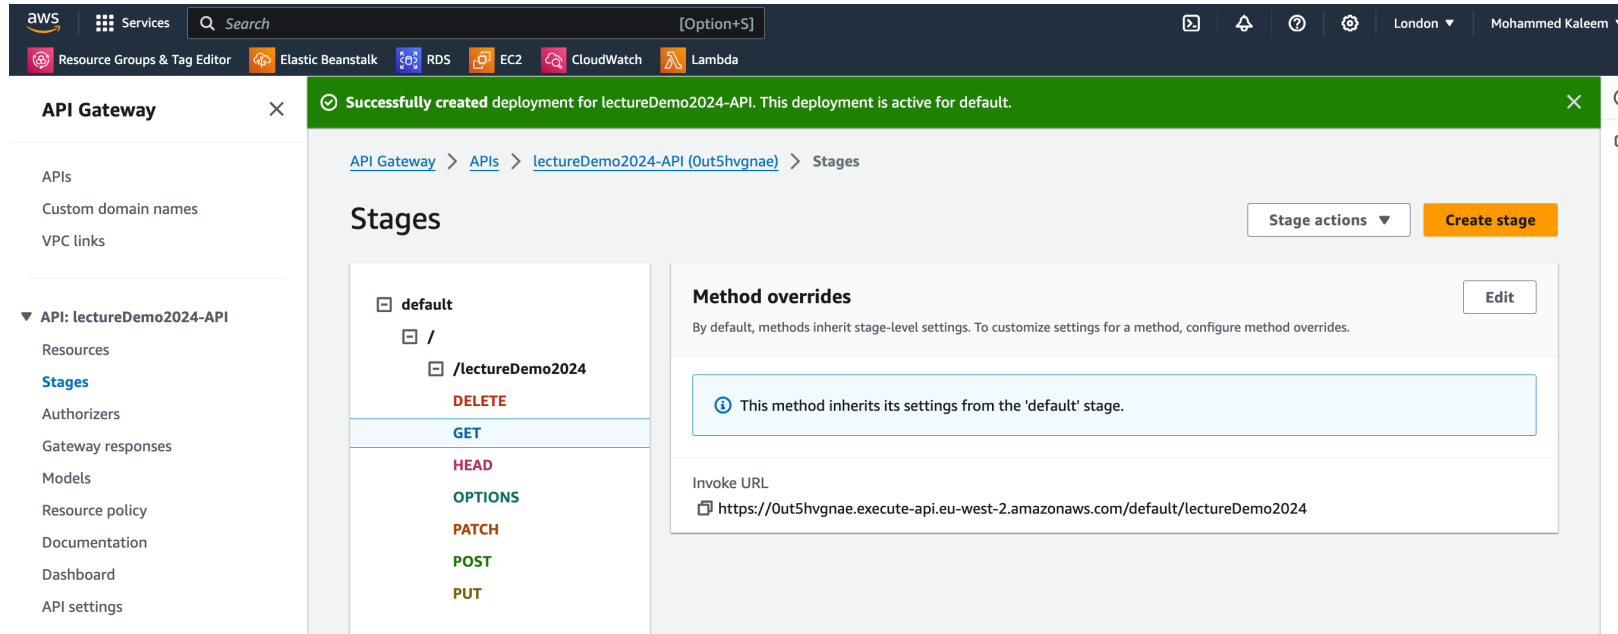 aws
Services
Search
[Option+S]
London
Mohammed Kaleem
Resource Groups & Tag Editor
Elastic Beanstalk
RDS
EC2
CloudWatch
Lambda
API Gateway
Successfully created deployment for lectureDemo2024-API. This deployment is active for default.
APIs
Custom domain names
VPC links
API: lectureDemo2024-API
Resources
Stages
Authorizers
Gateway responses
Models
Resource policy
Documentation
Dashboard
API settings
API Gateway > APIs > lectureDemo2024-API (0ut5hvgnae) > Stages
Stages
Stage actions
Create stage
default
/
/lectureDemo2024
DELETE
GET
HEAD
OPTIONS
PATCH
POST
PUT
Method overrides
Edit
By default, methods inherit stage-level settings. To customize settings for a method, configure method overrides.
This method inherits its settings from the 'default' stage.
Invoke URL
https://0ut5hvgnae.execute-api.eu-west-2.amazonaws.com/default/lectureDemo2024